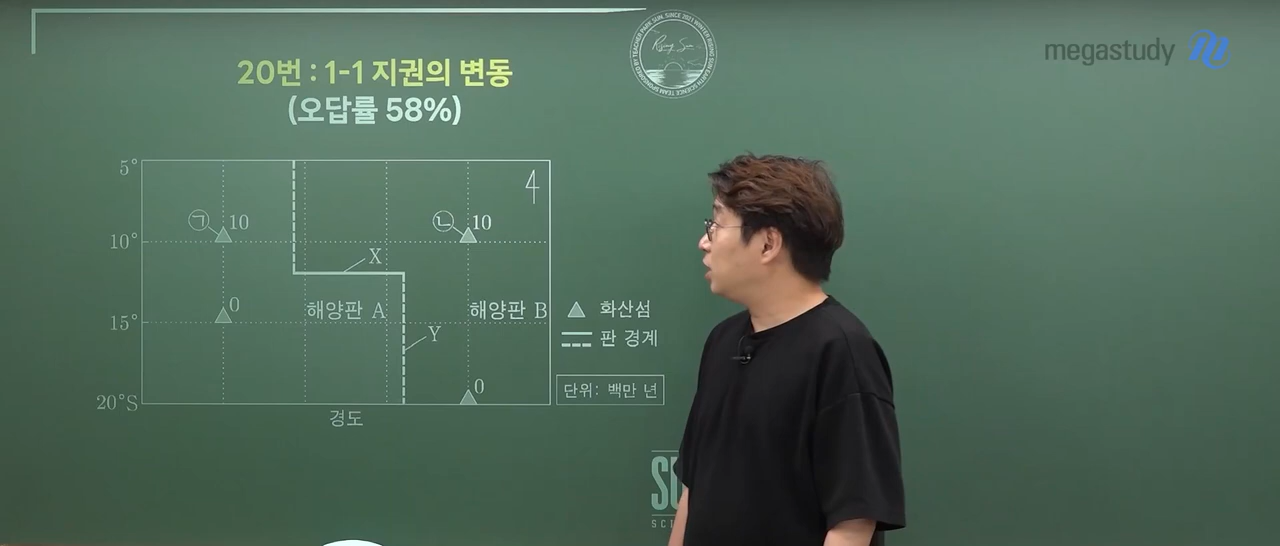 megastudy
20번 : 1-1 지권의 변동
(오답률 58%)
5°
4
㉠ 10
㉡ 10
10°
X
0
해양판 A
해양판 B
▲ 화산섬
15°
Y
판 경계
0
단위: 백만 년
20°S
경도